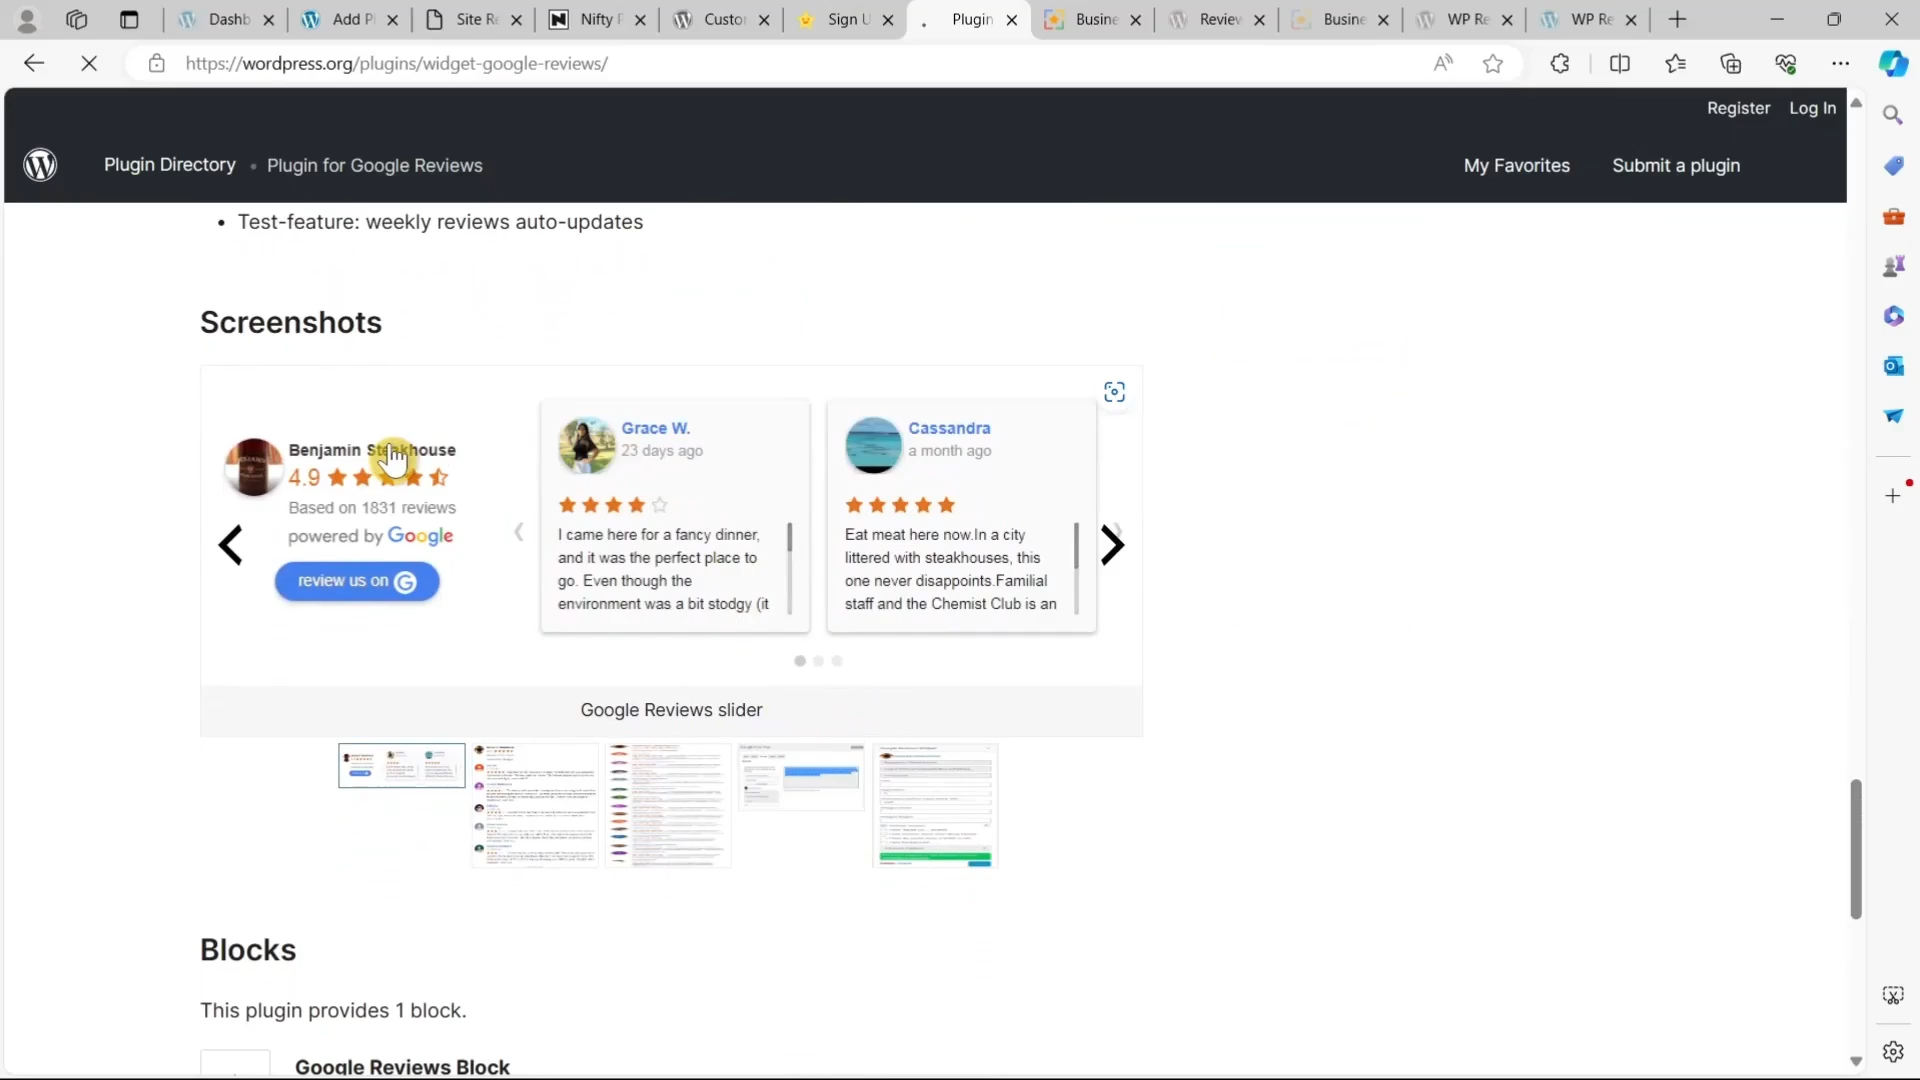 Dashb
Add P
Site Re
Nifty P
Custo
Sign U
Plugin
Busine
Review
Busine
WP Re
WP Re
https://wordpress.org/plugins/widget-google-reviews/
Register Log In
Plugin Directory • Plugin for Google Reviews
My Favorites Submit a plugin
• Test-feature: weekly reviews auto-updates
Screenshots
Benjamin Steakhouse
4.9
Based on 1831 reviews
powered by Google
review us on G
Grace W.
23 days ago
I came here for a fancy dinner,
and it was the perfect place to
go. Even though the
environment was a bit stodgy (it
Cassandra
a month ago
Eat meat here now.In a city
littered with steakhouses, this
one never disappoints.Familial
staff and the Chemist Club is an
Google Reviews slider
Blocks
This plugin provides 1 block.
Google Reviews Block